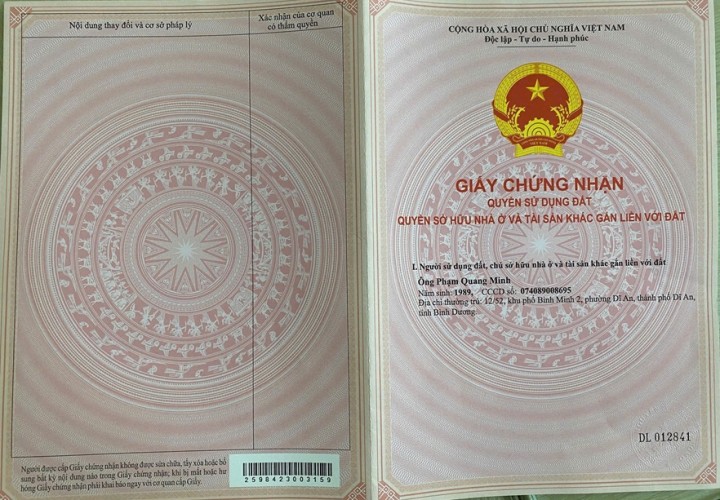 Nội dung thay đổi và cơ sở pháp lý
Xác nhận của cơ quan
có thẩm quyền
Người được cấp Giấy chứng nhận không được sửa chữa, tẩy xóa hoặc bổ
sung bất kỳ nội dung nào trong Giấy chứng nhận; khi bị mất hoặc hư
hỏng Giấy chứng nhận phải khai báo ngay với cơ quan cấp Giấy.
2598423003159
CỘNG HÒA XÃ HỘI CHỦ NGHĨA VIỆT NAM
Độc lập - Tự do - Hạnh phúc
GIẤY CHỨNG NHẬN
QUYỀN SỬ DỤNG ĐẤT
QUYỀN SỞ HỮU NHÀ Ở VÀ TÀI SẢN KHÁC GẮN LIỀN VỚI ĐẤT
I. Người sử dụng đất, chủ sở hữu nhà ở và tài sản khác gắn liền với đất
Ông Phạm Quang Minh
Năm sinh: 1989, CCCD số: 074089008695
Địa chỉ thường trú: 12/52, khu phố Bình Minh 2, phường Dĩ An, thành phố Dĩ An,
tỉnh Bình Dương.
DL 012841